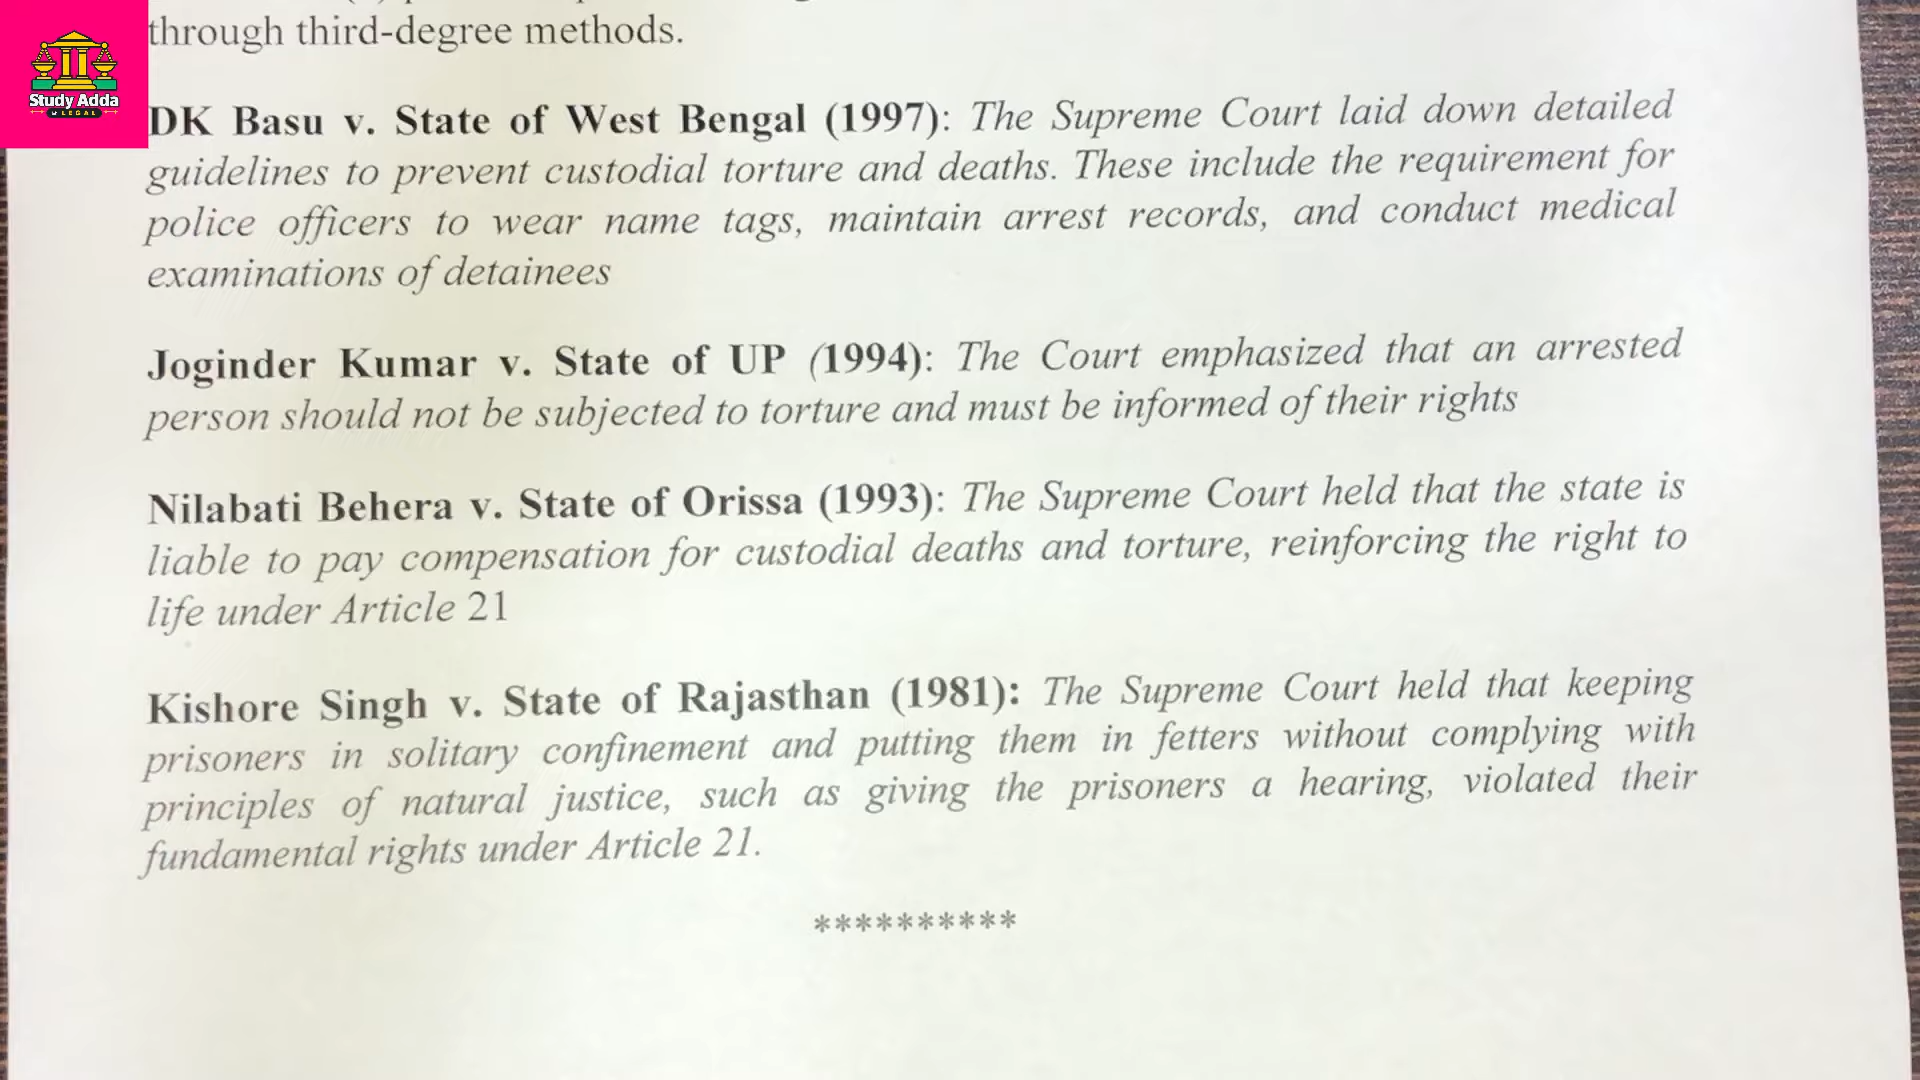 through third-degree methods.
Study Adda
LEGAL
DK Basu v. State of West Bengal (1997): The Supreme Court laid down detailed
guidelines to prevent custodial torture and deaths. These include the requirement for
police officers to wear name tags, maintain arrest records, and conduct medical
examinations of detainees
Joginder Kumar v. State of UP (1994): The Court emphasized that an arrested
person should not be subjected to torture and must be informed of their rights
Nilabati Behera v. State of Orissa (1993): The Supreme Court held that the state is
liable to pay compensation for custodial deaths and torture, reinforcing the right to
life under Article 21
Kishore Singh v. State of Rajasthan (1981): The Supreme Court held that keeping
prisoners in solitary confinement and putting them in fetters without complying with
principles of natural justice, such as giving the prisoners a hearing, violated their
fundamental rights under Article 21.
**********